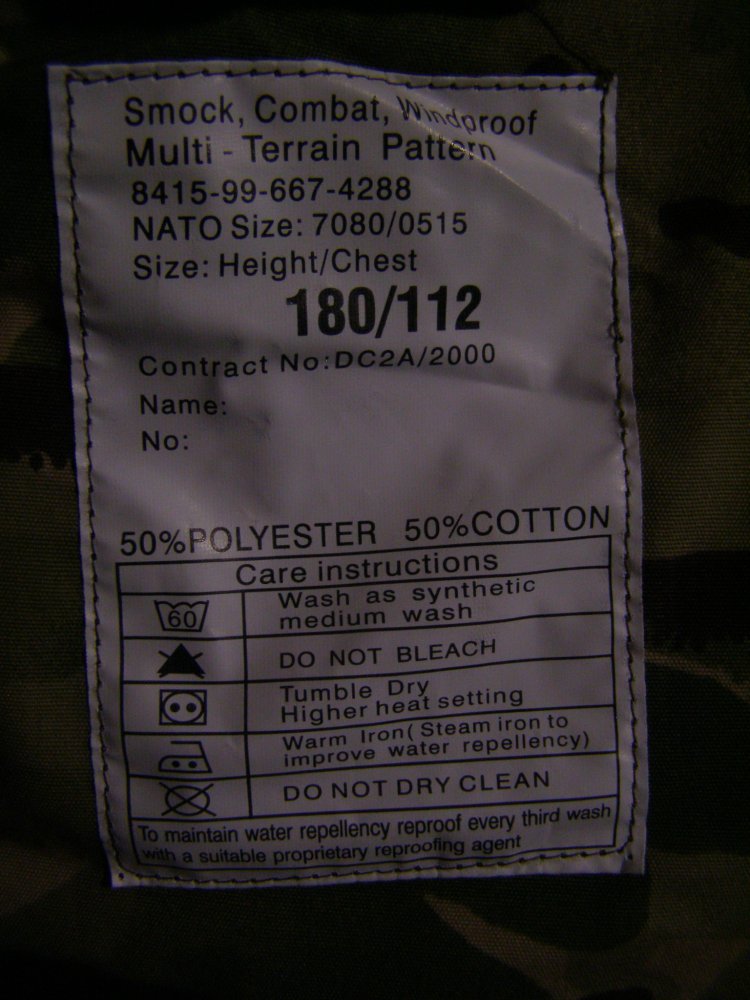 Smock, Combat, Windproof
Multi - Terrain Pattern
8415-99-667-4288
NATO Size: 7080/0515
Size: Height/Chest
180/112
Contract No:DC2A/2000
Name:
No:
50%POLYESTER 50%COTTON
Care instructions
60
Wash as synthetic
medium wash
DO NOT BLEACH
Tumble Dry
Higher heat setting
Warm Iron( Steam iron to
improve water repellency)
DO NOT DRY CLEAN
To maintain water repellency reproof every third wash
with a suitable proprietary reproofing agent